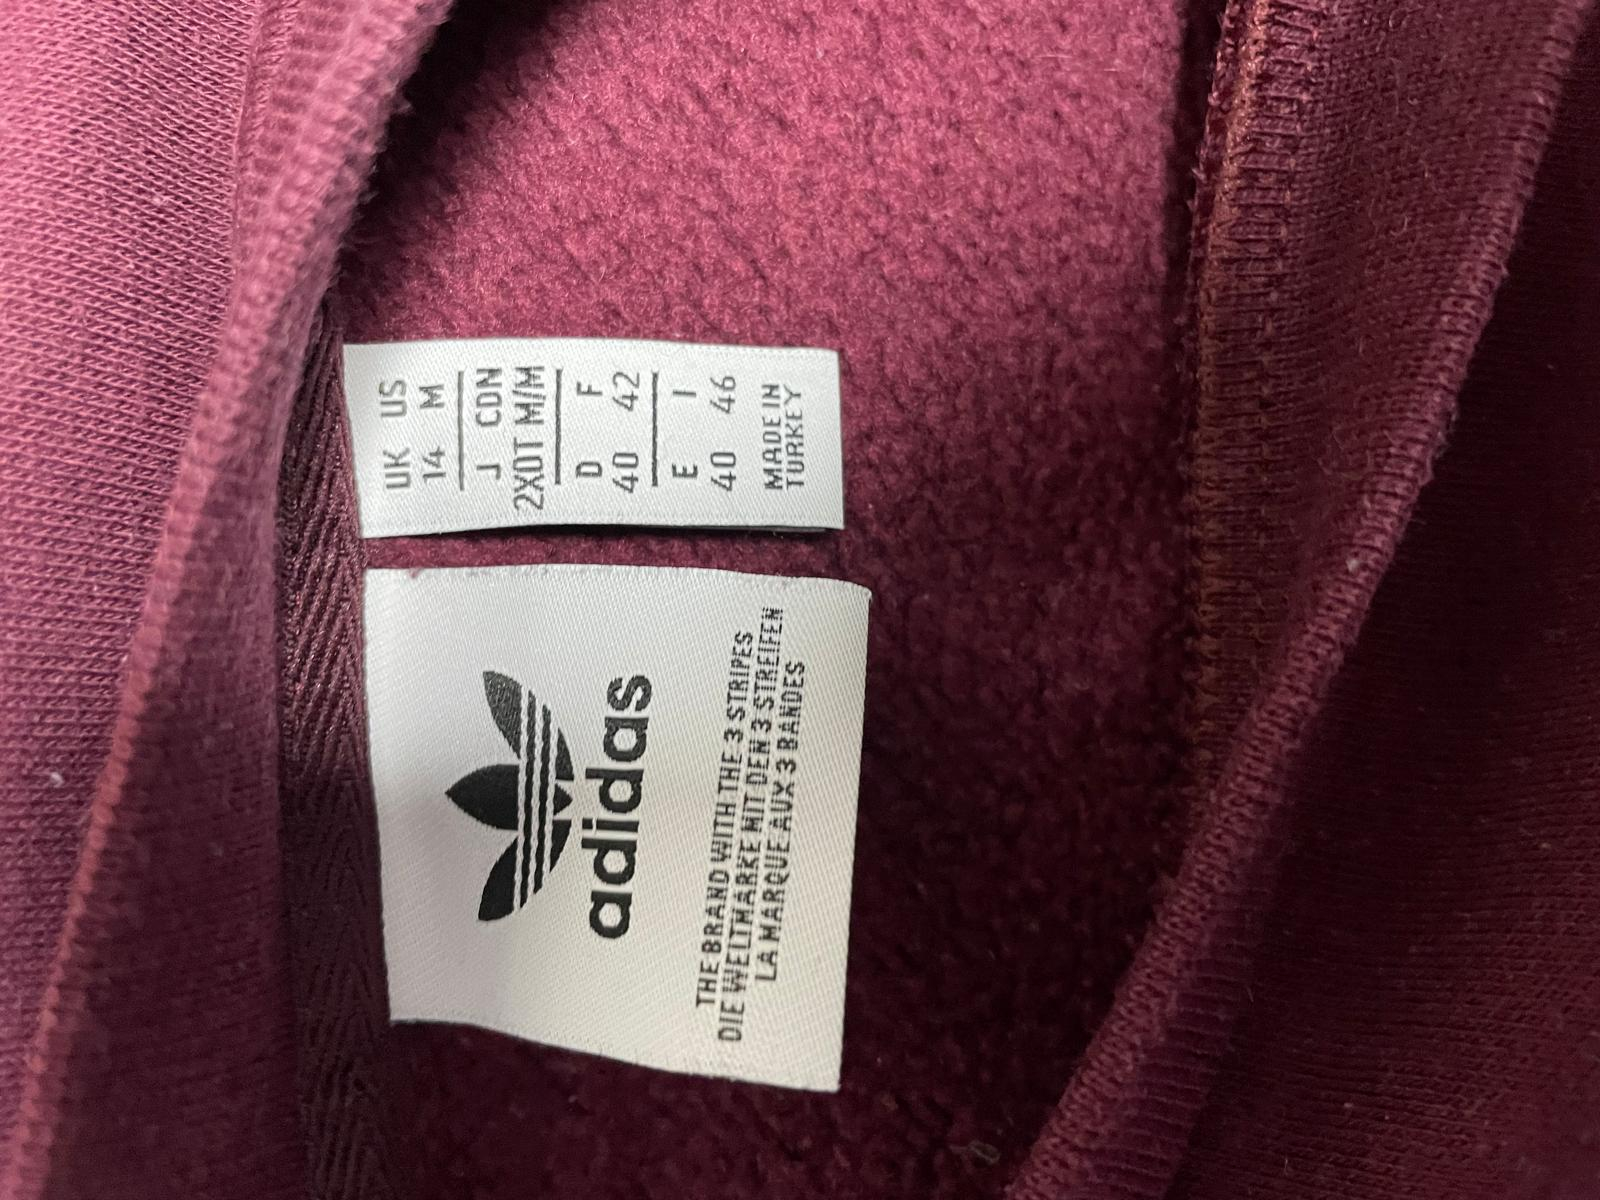 UK US
14 M
J CDN
2XOT M/M
D F
40 42
E I
40 46
MADE IN
TURKEY
adidas
THE BRAND WITH THE 3 STRIPES
DIE WELTMARKE MIT DEN 3 STREIFEN
LA MARQUE AUX 3 BANDES